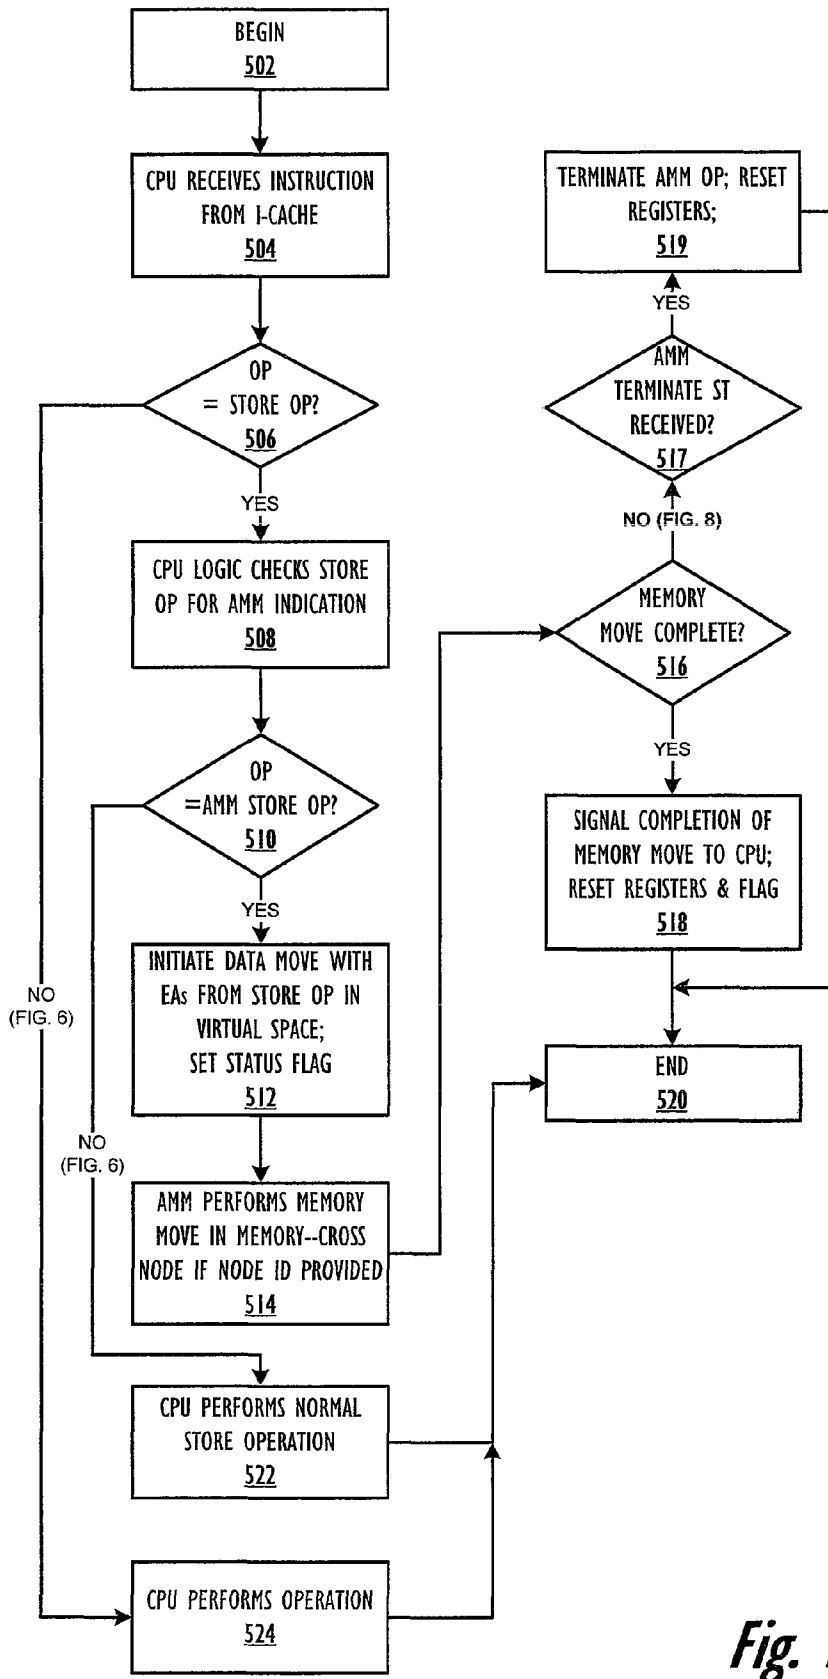 BEGIN
502
CPU RECEIVES INSTRUCTION
FROM I-CACHE
504
OP
= STORE OP?
506
YES
CPU LOGIC CHECKS STORE
OP FOR AMM INDICATION
508
OP
=AMM STORE OP?
510
YES
INITIATE DATA MOVE WITH
EAs FROM STORE OP IN
VIRTUAL SPACE;
SET STATUS FLAG
512
NO
(FIG. 6)
NO
(FIG. 6)
AMM PERFORMS MEMORY
MOVE IN MEMORY--CROSS
NODE IF NODE ID PROVIDED
514
CPU PERFORMS NORMAL
STORE OPERATION
522
CPU PERFORMS OPERATION
524
TERMINATE AMM OP; RESET
REGISTERS;
519
YES
AMM
TERMINATE ST
RECEIVED?
517
NO (FIG. 8)
MEMORY
MOVE COMPLETE?
516
YES
SIGNAL COMPLETION OF
MEMORY MOVE TO CPU;
RESET REGISTERS & FLAG
518
END
520
Fig.